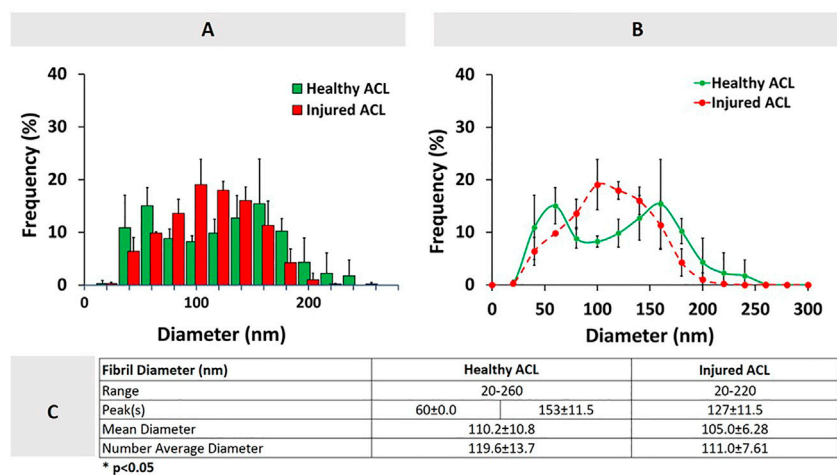 A
B
40
30
20
10
0
Frequency (%)
Healthy ACL
Injured ACL
0
100
200
Diameter (nm)
40
30
20
10
0
Frequency (%)
Healthy ACL
Injured ACL
0 50 100 150 200 250 300
Diameter (nm)
C
Fibril Diameter (nm) Healthy ACL Injured ACL
Range 20-260 20-220
Peak(s) 60±0.0 153±11.5 127±11.5
Mean Diameter 110.2±10.8 105.0±6.28
Number Average Diameter 119.6±13.7 111.0±7.61
* p<0.05